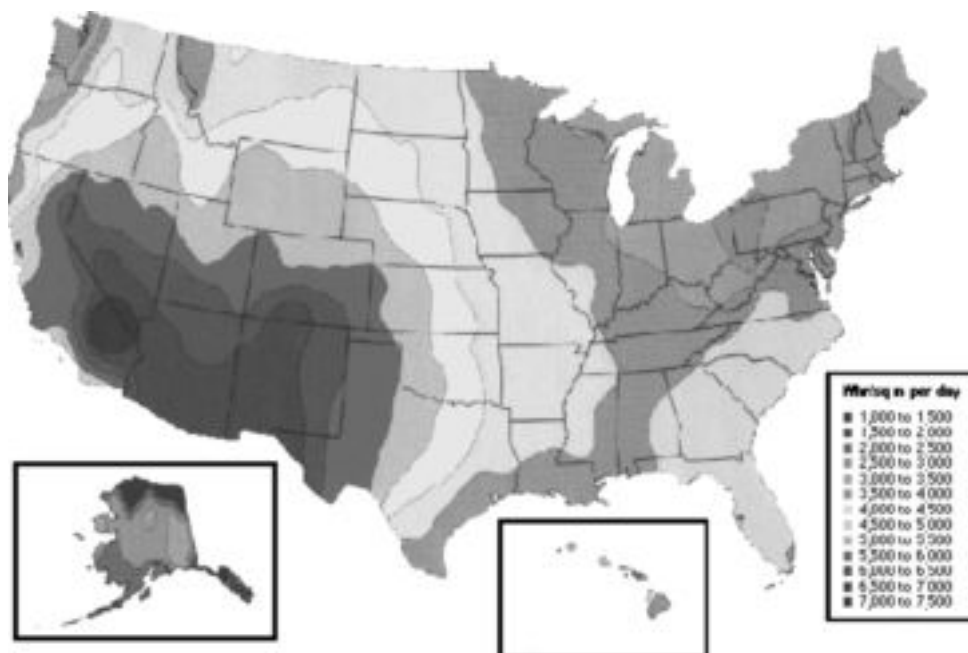 Whr/sq m per day
1,000 to 1,500
1,500 to 2,000
2,000 to 2,500
2,500 to 3,000
3,000 to 3,500
3,500 to 4,000
4,000 to 4,500
4,500 to 5,000
5,000 to 5,500
5,500 to 6,000
6,000 to 6,500
6,500 to 7,000
7,000 to 7,500